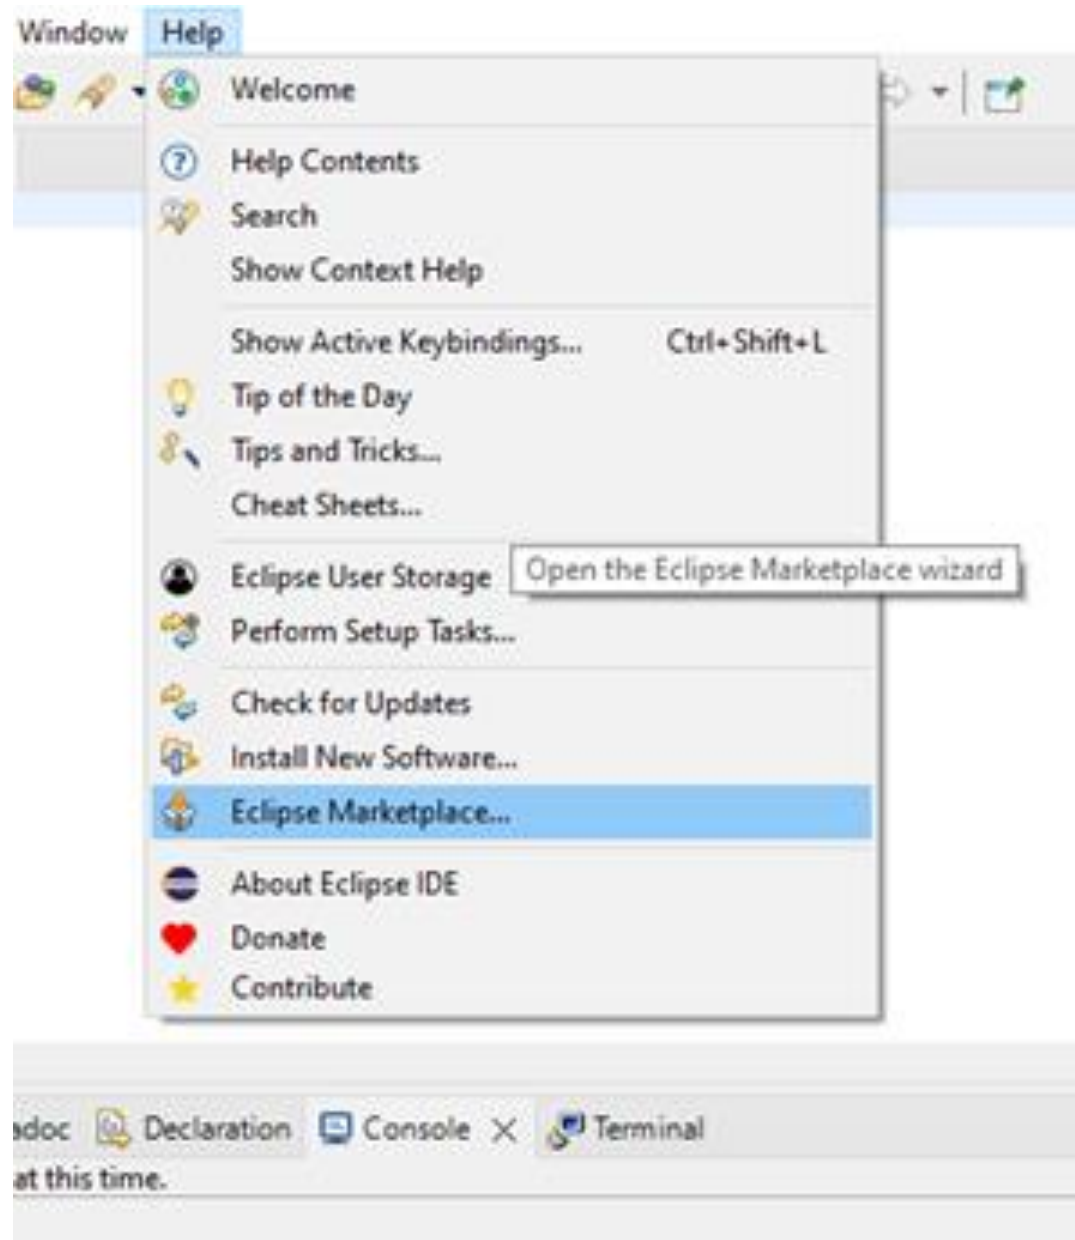 Window Help
Welcome
Help Contents
Search
Show Context Help
Show Active Keybindings... Ctrl+Shift+L
Tip of the Day
Tips and Tricks...
Cheat Sheets...
Eclipse User Storage
Open the Eclipse Marketplace wizard
Perform Setup Tasks...
Check for Updates
Install New Software...
Eclipse Marketplace...
About Eclipse IDE
Donate
Contribute
adoc Declaration Console Terminal
at this time.